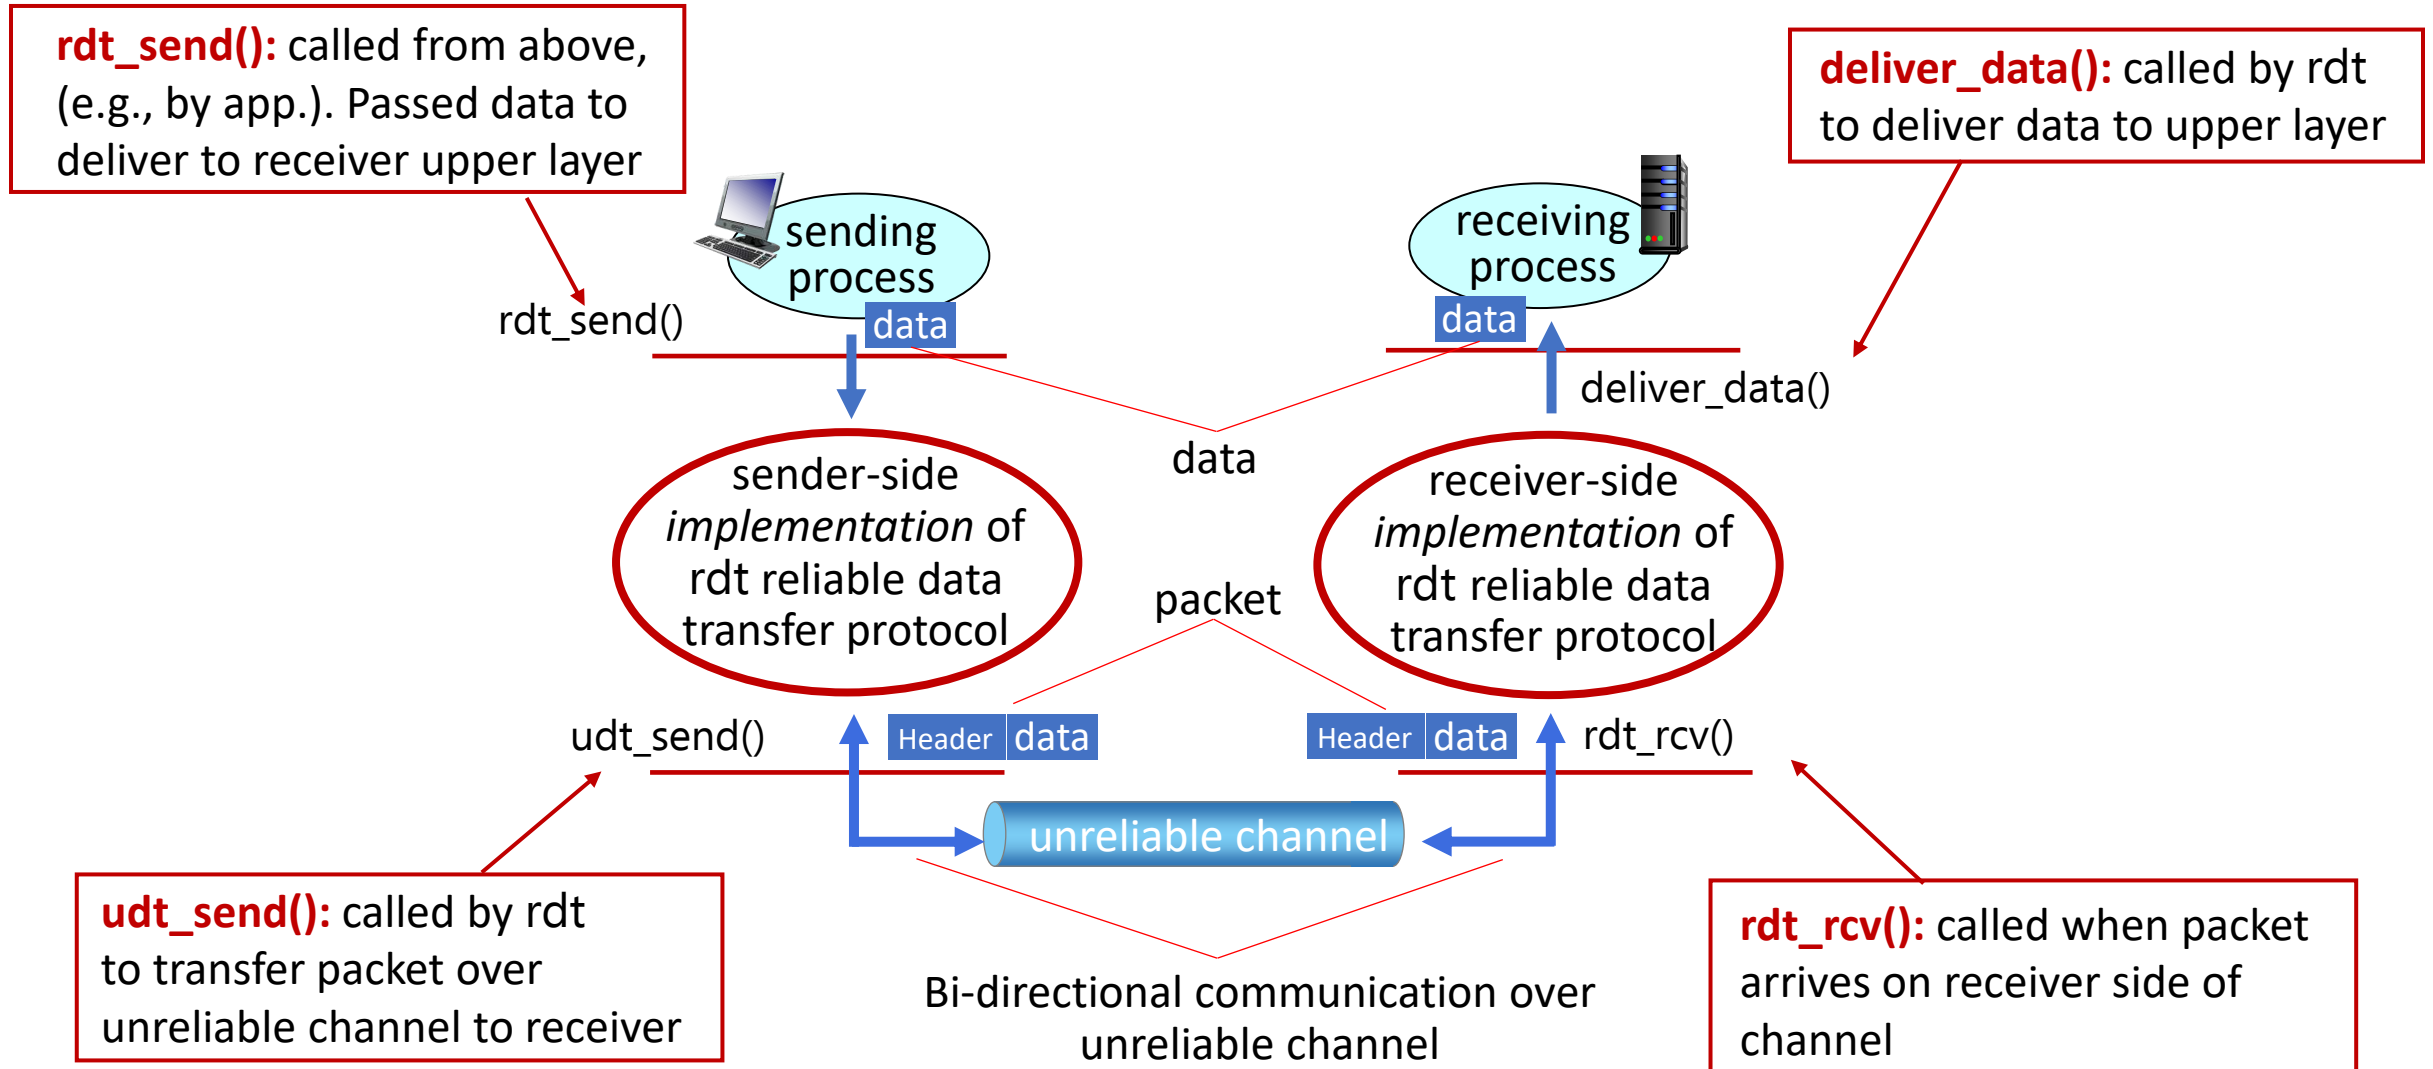 rdt_send(): called from above,
(e.g., by app.). Passed data to
deliver to receiver upper layer
deliver_data(): called by rdt
to deliver data to upper layer
sending
process
receiving
process
rdt_send()
data
data
deliver_data()
data
sender-side
implementation of
rdt reliable data
transfer protocol
receiver-side
implementation of
rdt reliable data
transfer protocol
packet
udt_send()
Header data
Header data
rdt_rcv()
unreliable channel
udt_send(): called by rdt
to transfer packet over
unreliable channel to receiver
Bi-directional communication over
unreliable channel
rdt_rcv(): called when packet
arrives on receiver side of
channel